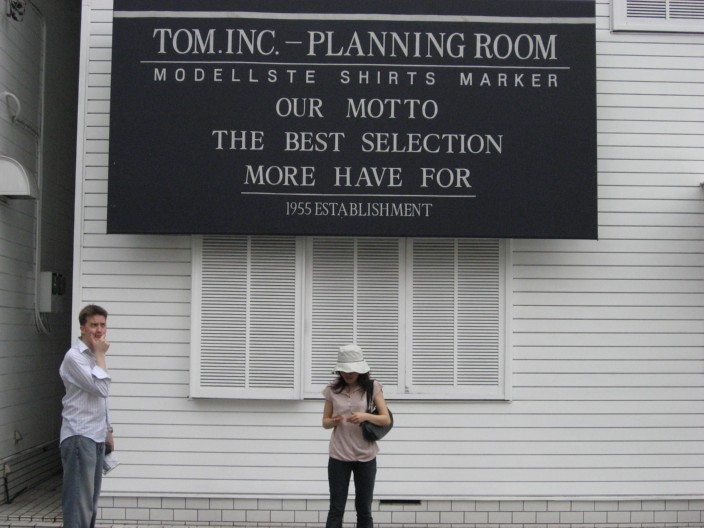 TOM.INC. – PLANNING ROOM
MODELLSTE SHIRTS MARKER
OUR MOTTO
THE BEST SELECTION
MORE HAVE FOR
1955 ESTABLISHMENT